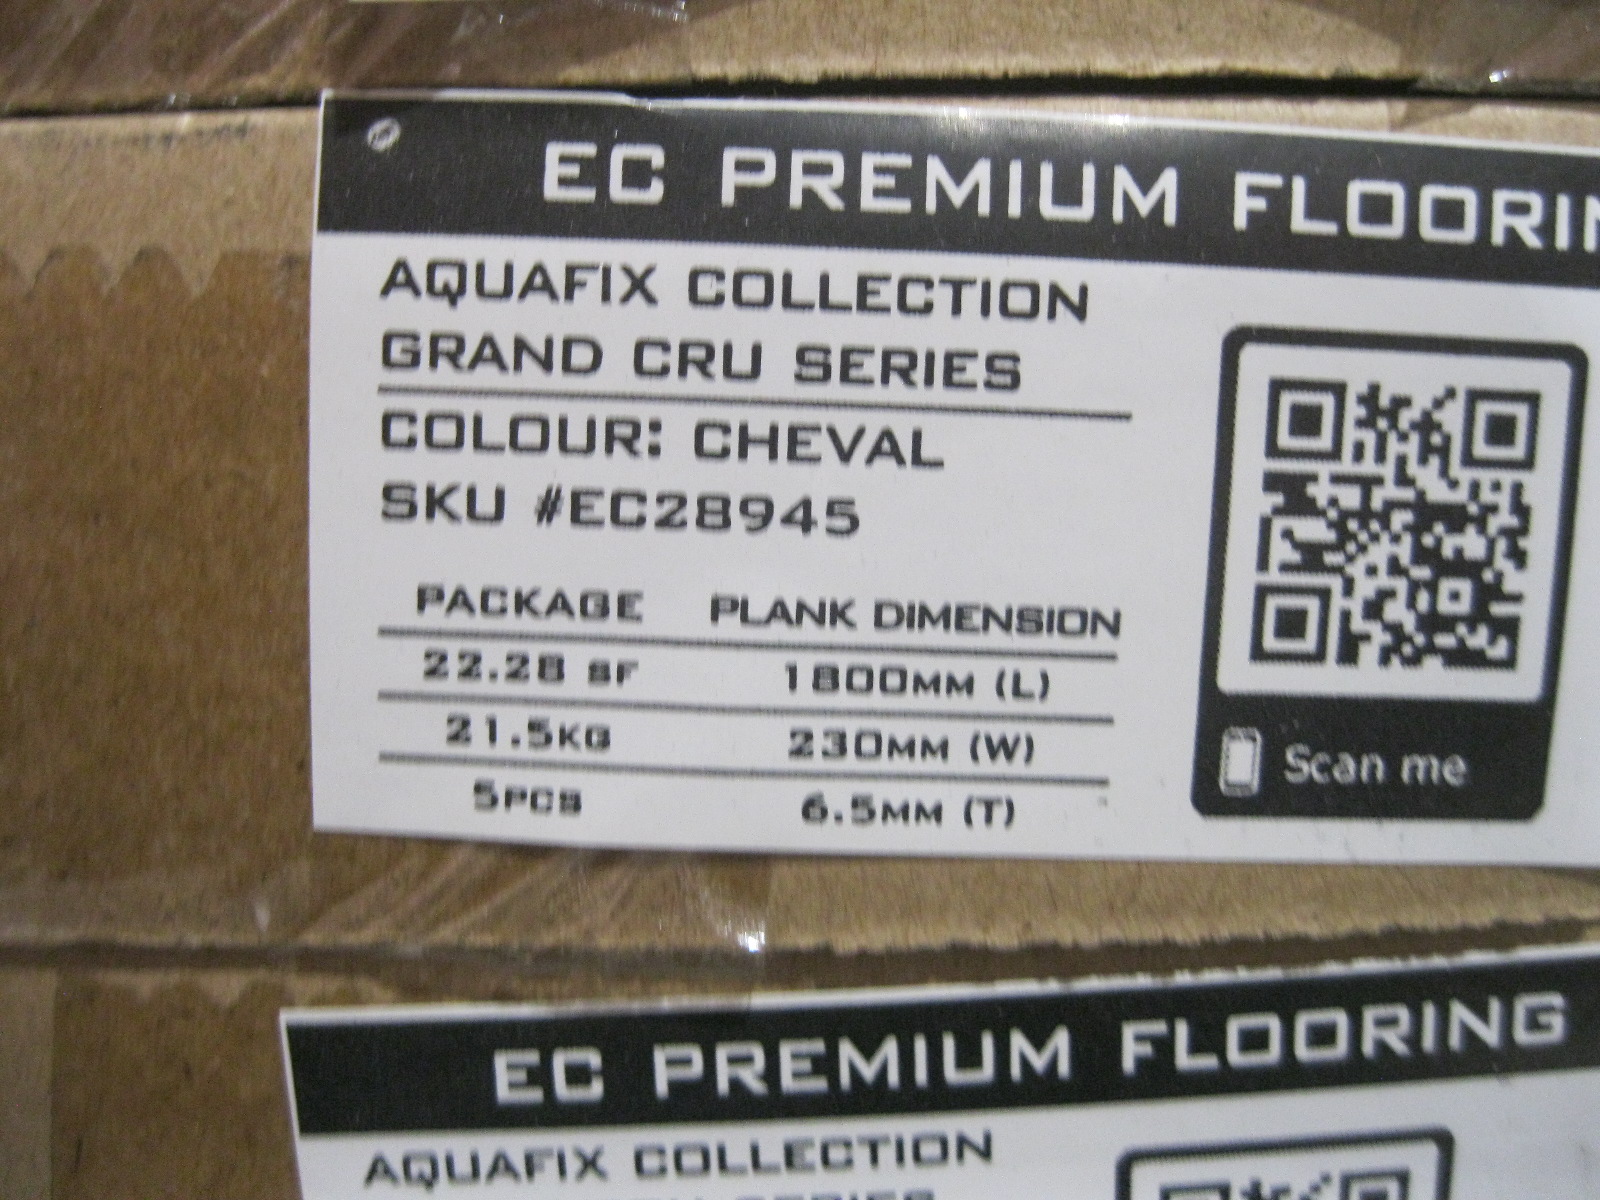 EC PREMIUM FLOORIN
AQUAFIX COLLECTION
GRAND CRU SERIES
COLOUR: CHEVAL
SKU #EC28945
PACKAGE PLANK DIMENSION
22.28 SF 1800MM (L)
21.5KG 230MM (W)
5PCS 6.5MM (T)
Scan me
EC PREMIUM FLOORING
AQUAFIX COLLECTION